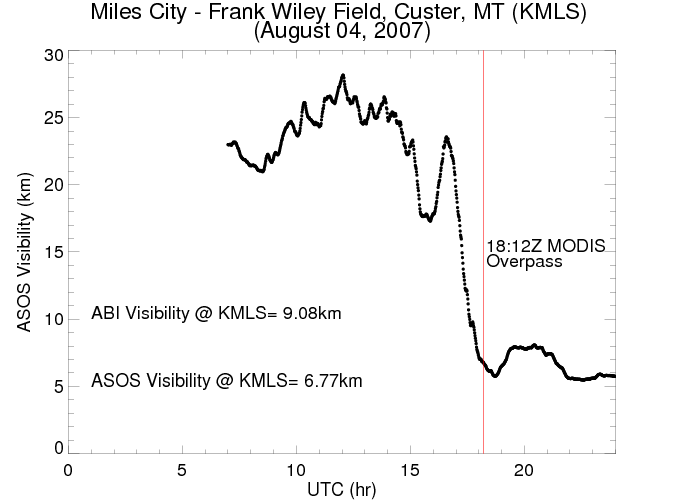 Miles City - Frank Wiley Field, Custer, MT (KMLS)
(August 04, 2007)
30
25
20
15
10
5
0
ASOS Visibility (km)
18:12Z MODIS
Overpass
ABI Visibility @ KMLS= 9.08km
ASOS Visibility @ KMLS= 6.77km
0 5 10 15 20
UTC (hr)